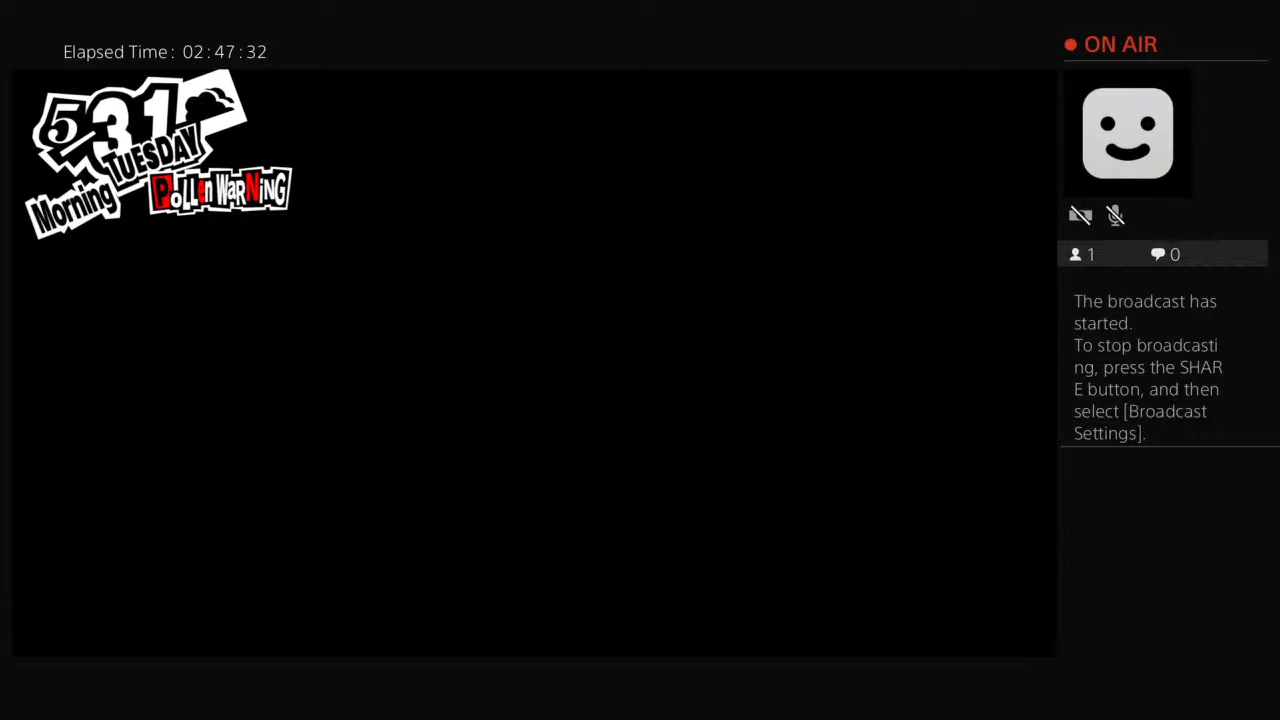 Elapsed Time: 02:47:32
ON AIR
5 31
TUESDAY
Morning
Pollen Warning
1
0
The broadcast has
started.
To stop broadcasti
ng, press the SHAR
E button, and then
select [Broadcast
Settings].